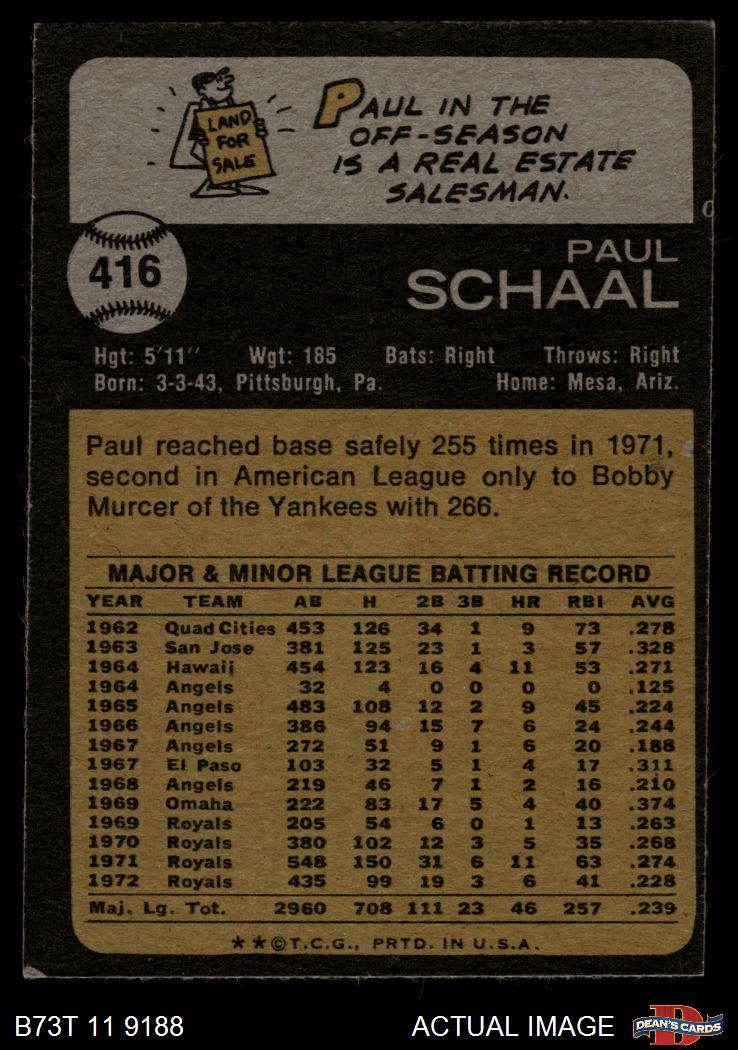 LAND
FOR
SALE
PAUL IN THE
OFF-SEASON
IS A REAL ESTATE
SALESMAN.
416
PAUL
SCHAAL
Hgt: 5'11" Wgt: 185 Bats: Right Throws: Right
Born: 3-3-43, Pittsburgh, Pa. Home: Mesa, Ariz.
Paul reached base safely 255 times in 1971,
second in American League only to Bobby
Murcer of the Yankees with 266.
MAJOR & MINOR LEAGUE BATTING RECORD
YEAR TEAM AB H 2B 3B HR RBI AVG
1962 Quad Cities 453 126 34 1 9 73 .278
1963 San Jose 381 125 23 1 3 57 .328
1964 Hawaii 454 123 16 4 11 53 .271
1964 Angels 32 4 0 0 0 0 .125
1965 Angels 483 108 12 2 9 45 .224
1966 Angels 386 94 15 7 6 24 .244
1967 Angels 272 51 9 1 6 20 .188
1967 El Paso 103 32 5 1 4 17 .311
1968 Angels 219 46 7 1 2 16 .210
1969 Omaha 222 83 17 5 4 40 .374
1969 Royals 205 54 6 0 1 13 .263
1970 Royals 380 102 12 3 5 35 .268
1971 Royals 548 150 31 6 11 63 .274
1972 Royals 435 99 19 3 6 41 .228
Maj. Lg. Tot. 2960 708 111 23 46 257 .239
**©T.C.G., PRTD. IN U.S.A.
B73T 11 9188 ACTUAL IMAGE DEAN'S CARDS